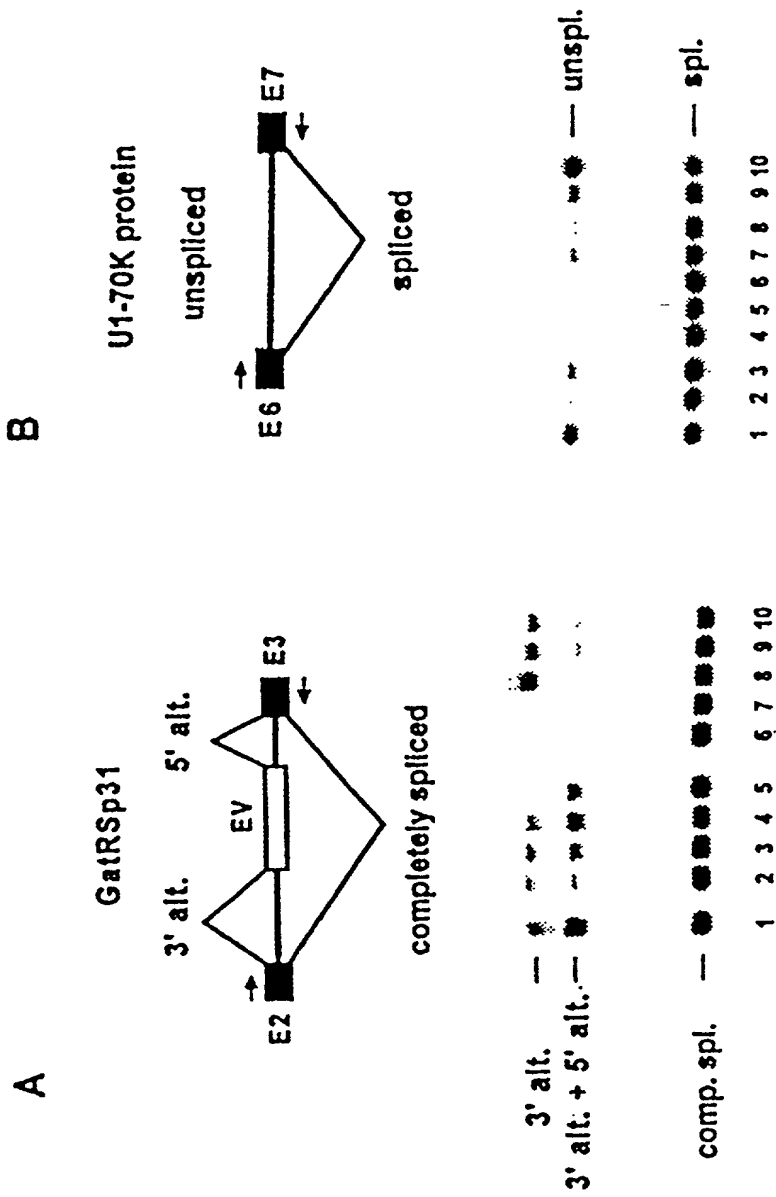 A
GatRSp31
3' alt.
5' alt.
EV
E2
E3
completely spliced
3' alt.
3' alt. + 5' alt.
comp. spl.
1 2 3 4 5 6 7 8 9 10
B
U1-70K protein
unspliced
E6
E7
spliced
unspl.
spl.
1 2 3 4 5 6 7 8 9 10